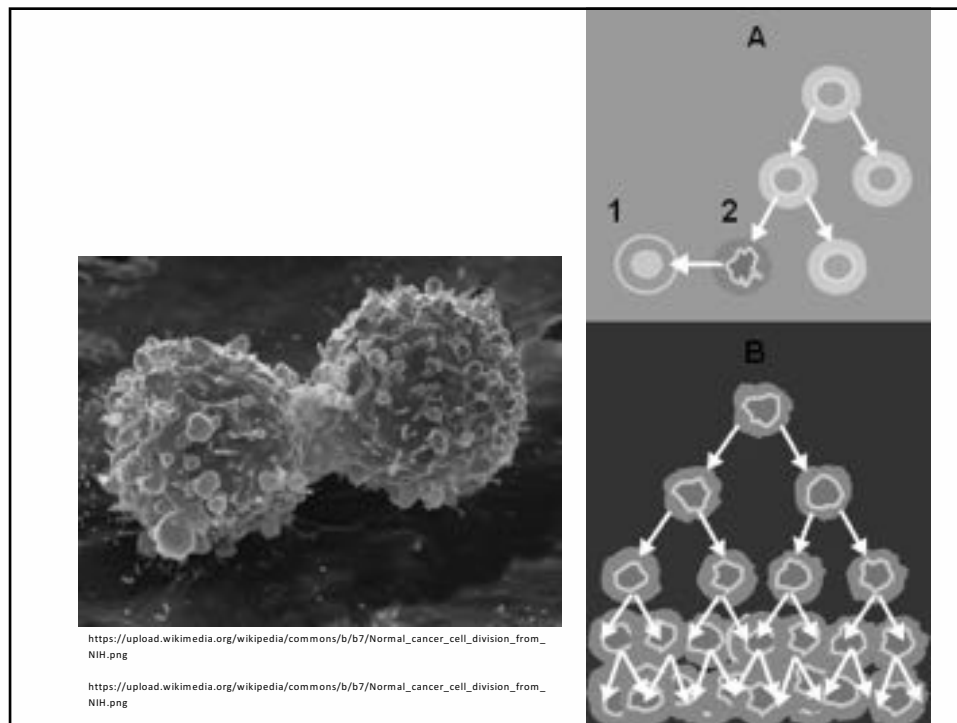 A
1
2
B
https://upload.wikimedia.org/wikipedia/commons/b/b7/Normal_cancer_cell_division_from_
NIH.png
https://upload.wikimedia.org/wikipedia/commons/b/b7/Normal_cancer_cell_division_from_
NIH.png